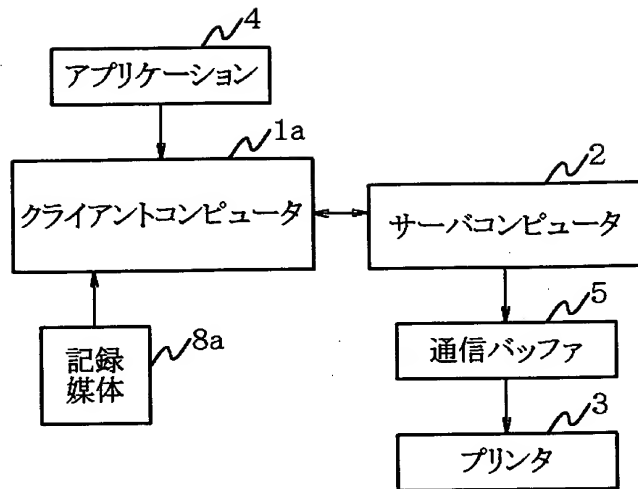 4
アプリケーション
1a
クライアントコンピュータ
2
サーバコンピュータ
5
通信バッファ
記録
媒体
8a
3
プリンタ